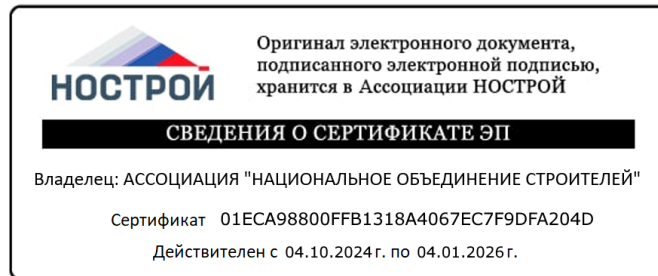 НОСТРОЙ
Оригинал электронного документа,
подписанного электронной подписью,
хранится в Ассоциации НОСТРОЙ
СВЕДЕНИЯ О СЕРТИФИКАТЕ ЭП
Владелец: АССОЦИАЦИЯ "НАЦИОНАЛЬНОЕ ОБЪЕДИНЕНИЕ СТРОИТЕЛЕЙ"
Сертификат 01ECA98800FFB1318A4067EC7F9DFA204D
Действителен с 04.10.2024 г. по 04.01.2026 г.